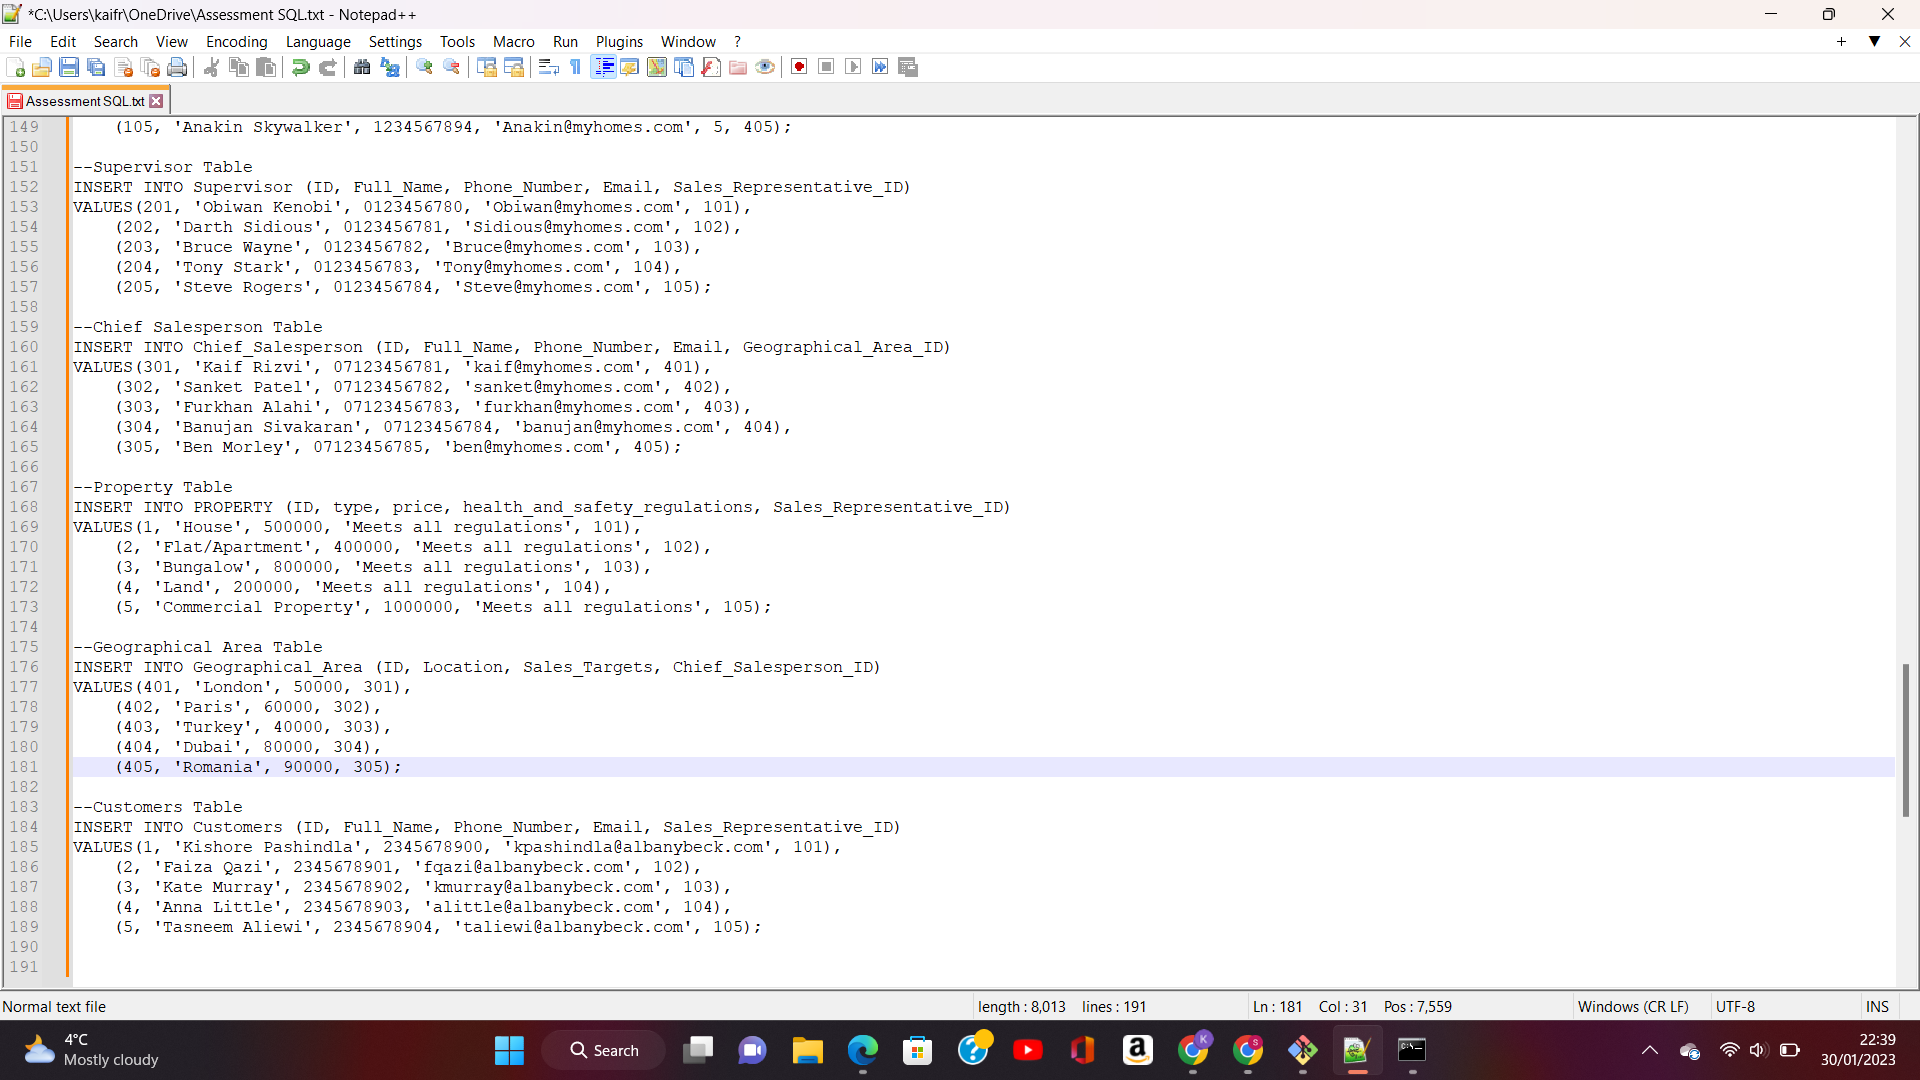 *C:\Users\kaifr\OneDrive\Assessment SQL.txt - Notepad++
File Edit Search View Encoding Language Settings Tools Macro Run Plugins Window ?
Assessment SQL.txt
149 (105, 'Anakin Skywalker', 1234567894, 'Anakin@myhomes.com', 5, 405);
150
151 --Supervisor Table
152 INSERT INTO Supervisor (ID, Full_Name, Phone_Number, Email, Sales_Representative_ID)
153 VALUES(201, 'Obiwan Kenobi', 0123456780, 'Obiwan@myhomes.com', 101),
154 (202, 'Darth Sidious', 0123456781, 'Sidious@myhomes.com', 102),
155 (203, 'Bruce Wayne', 0123456782, 'Bruce@myhomes.com', 103),
156 (204, 'Tony Stark', 0123456783, 'Tony@myhomes.com', 104),
157 (205, 'Steve Rogers', 0123456784, 'Steve@myhomes.com', 105);
158
159 --Chief Salesperson Table
160 INSERT INTO Chief_Salesperson (ID, Full_Name, Phone_Number, Email, Geographical_Area_ID)
161 VALUES(301, 'Kaif Rizvi', 07123456781, 'kaif@myhomes.com', 401),
162 (302, 'Sanket Patel', 07123456782, 'sanket@myhomes.com', 402),
163 (303, 'Furkhan Alahi', 07123456783, 'furkhan@myhomes.com', 403),
164 (304, 'Banujan Sivakaran', 07123456784, 'banujan@myhomes.com', 404),
165 (305, 'Ben Morley', 07123456785, 'ben@myhomes.com', 405);
166
167 --Property Table
168 INSERT INTO PROPERTY (ID, type, price, health_and_safety_regulations, Sales_Representative_ID)
169 VALUES(1, 'House', 500000, 'Meets all regulations', 101),
170 (2, 'Flat/Apartment', 400000, 'Meets all regulations', 102),
171 (3, 'Bungalow', 800000, 'Meets all regulations', 103),
172 (4, 'Land', 200000, 'Meets all regulations', 104),
173 (5, 'Commercial Property', 1000000, 'Meets all regulations', 105);
174
175 --Geographical Area Table
176 INSERT INTO Geographical_Area (ID, Location, Sales_Targets, Chief_Salesperson_ID)
177 VALUES(401, 'London', 50000, 301),
178 (402, 'Paris', 60000, 302),
179 (403, 'Turkey', 40000, 303),
180 (404, 'Dubai', 80000, 304),
181 (405, 'Romania', 90000, 305);
182
183 --Customers Table
184 INSERT INTO Customers (ID, Full_Name, Phone_Number, Email, Sales_Representative_ID)
185 VALUES(1, 'Kishore Pashindla', 2345678900, 'kpashindla@albanybeck.com', 101),
186 (2, 'Faiza Qazi', 2345678901, 'fqazi@albanybeck.com', 102),
187 (3, 'Kate Murray', 2345678902, 'kmurray@albanybeck.com', 103),
188 (4, 'Anna Little', 2345678903, 'alittle@albanybeck.com', 104),
189 (5, 'Tasneem Aliewi', 2345678904, 'taliewi@albanybeck.com', 105);
190
191
Normal text file length : 8,013 lines : 191 Ln : 181 Col : 31 Pos : 7,559 Windows (CR LF) UTF-8 INS
4°C
Mostly cloudy
Search
22:39
30/01/2023